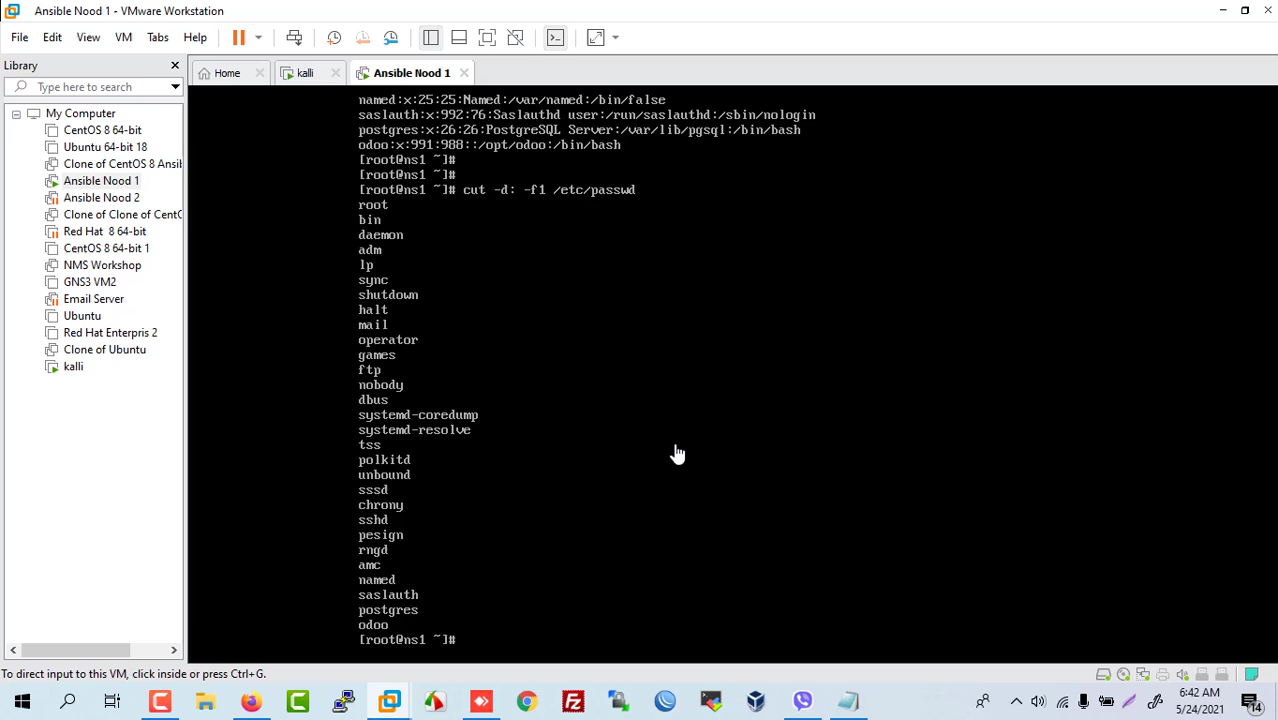 Ansible Nood 1 - VMware Workstation
File Edit View VM Tabs Help
Library
Type here to search
My Computer
CentOS 8 64-bit
Ubuntu 64-bit 18
Clone of CentOS 8 Ansib
Ansible Nood 1
Ansible Nood 2
Clone of Clone of CentO
Red Hat 8 64-bit
CentOS 8 64-bit 1
NMS Workshop
GNS3 VM2
Email Server
Ubuntu
Red Hat Enterpris 2
Clone of Ubuntu
kalli
Home kalli Ansible Nood 1
named:x:25:25:Named:/var/named:/bin/false
saslauth:x:992:76:Saslauthd user:/run/saslauthd:/sbin/nologin
postgres:x:26:26:PostgreSQL Server:/var/lib/pgsql:/bin/bash
odoo:x:991:988::/opt/odoo:/bin/bash
[root@ns1 ~]#
[root@ns1 ~]#
[root@ns1 ~]# cut -d: -f1 /etc/passwd
root
bin
daemon
adm
lp
sync
shutdown
halt
mail
operator
games
ftp
nobody
dbus
systemd-coredump
systemd-resolve
tss
polkitd
unbound
sssd
chrony
sshd
pesign
rngd
amc
named
saslauth
postgres
odoo
[root@ns1 ~]#
To direct input to this VM, click inside or press Ctrl+G.
6:42 AM
5/24/2021
14